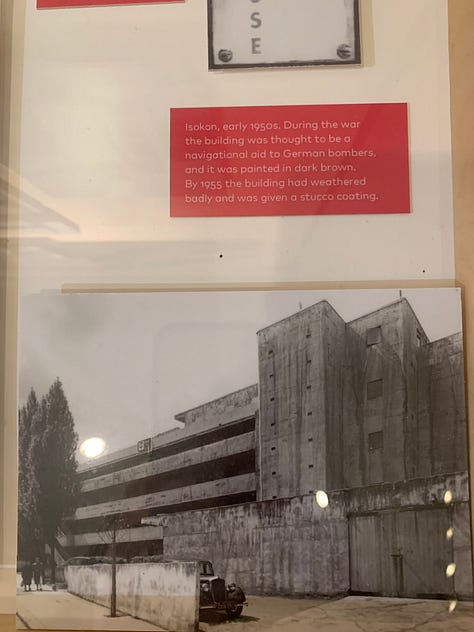 U
S
E
Isokon, early 1950s. During the war
the building was thought to be a
navigational aid to German bombers,
and it was painted in dark brown.
By 1955 the building had weathered
badly and was given a stucco coating.